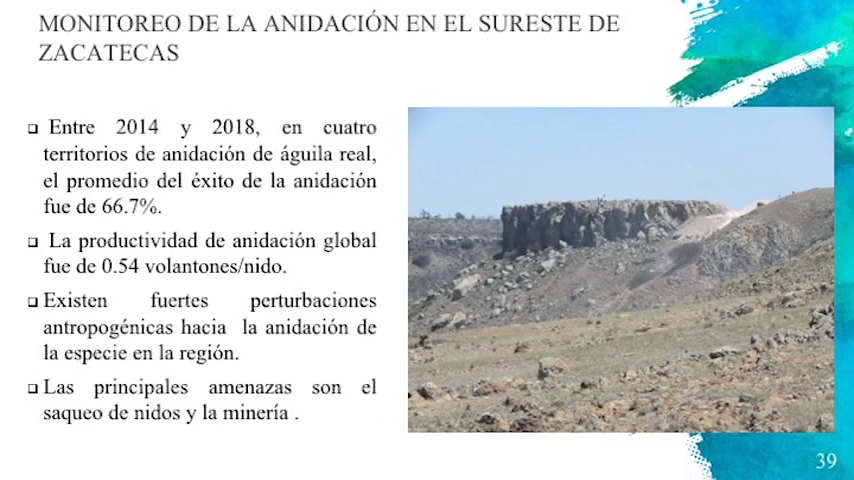 MONITOREO DE LA ANIDACIÓN EN EL SURESTE DE
ZACATECAS
Entre 2014 y 2018, en cuatro
territorios de anidación de águila real,
el promedio del éxito de la anidación
fue de 66.7%.
La productividad de anidación global
fue de 0.54 volantones/nido.
Existen fuertes perturbaciones
antropogénicas hacia la anidación de
la especie en la región.
Las principales amenazas son el
saqueo de nidos y la minería .
39